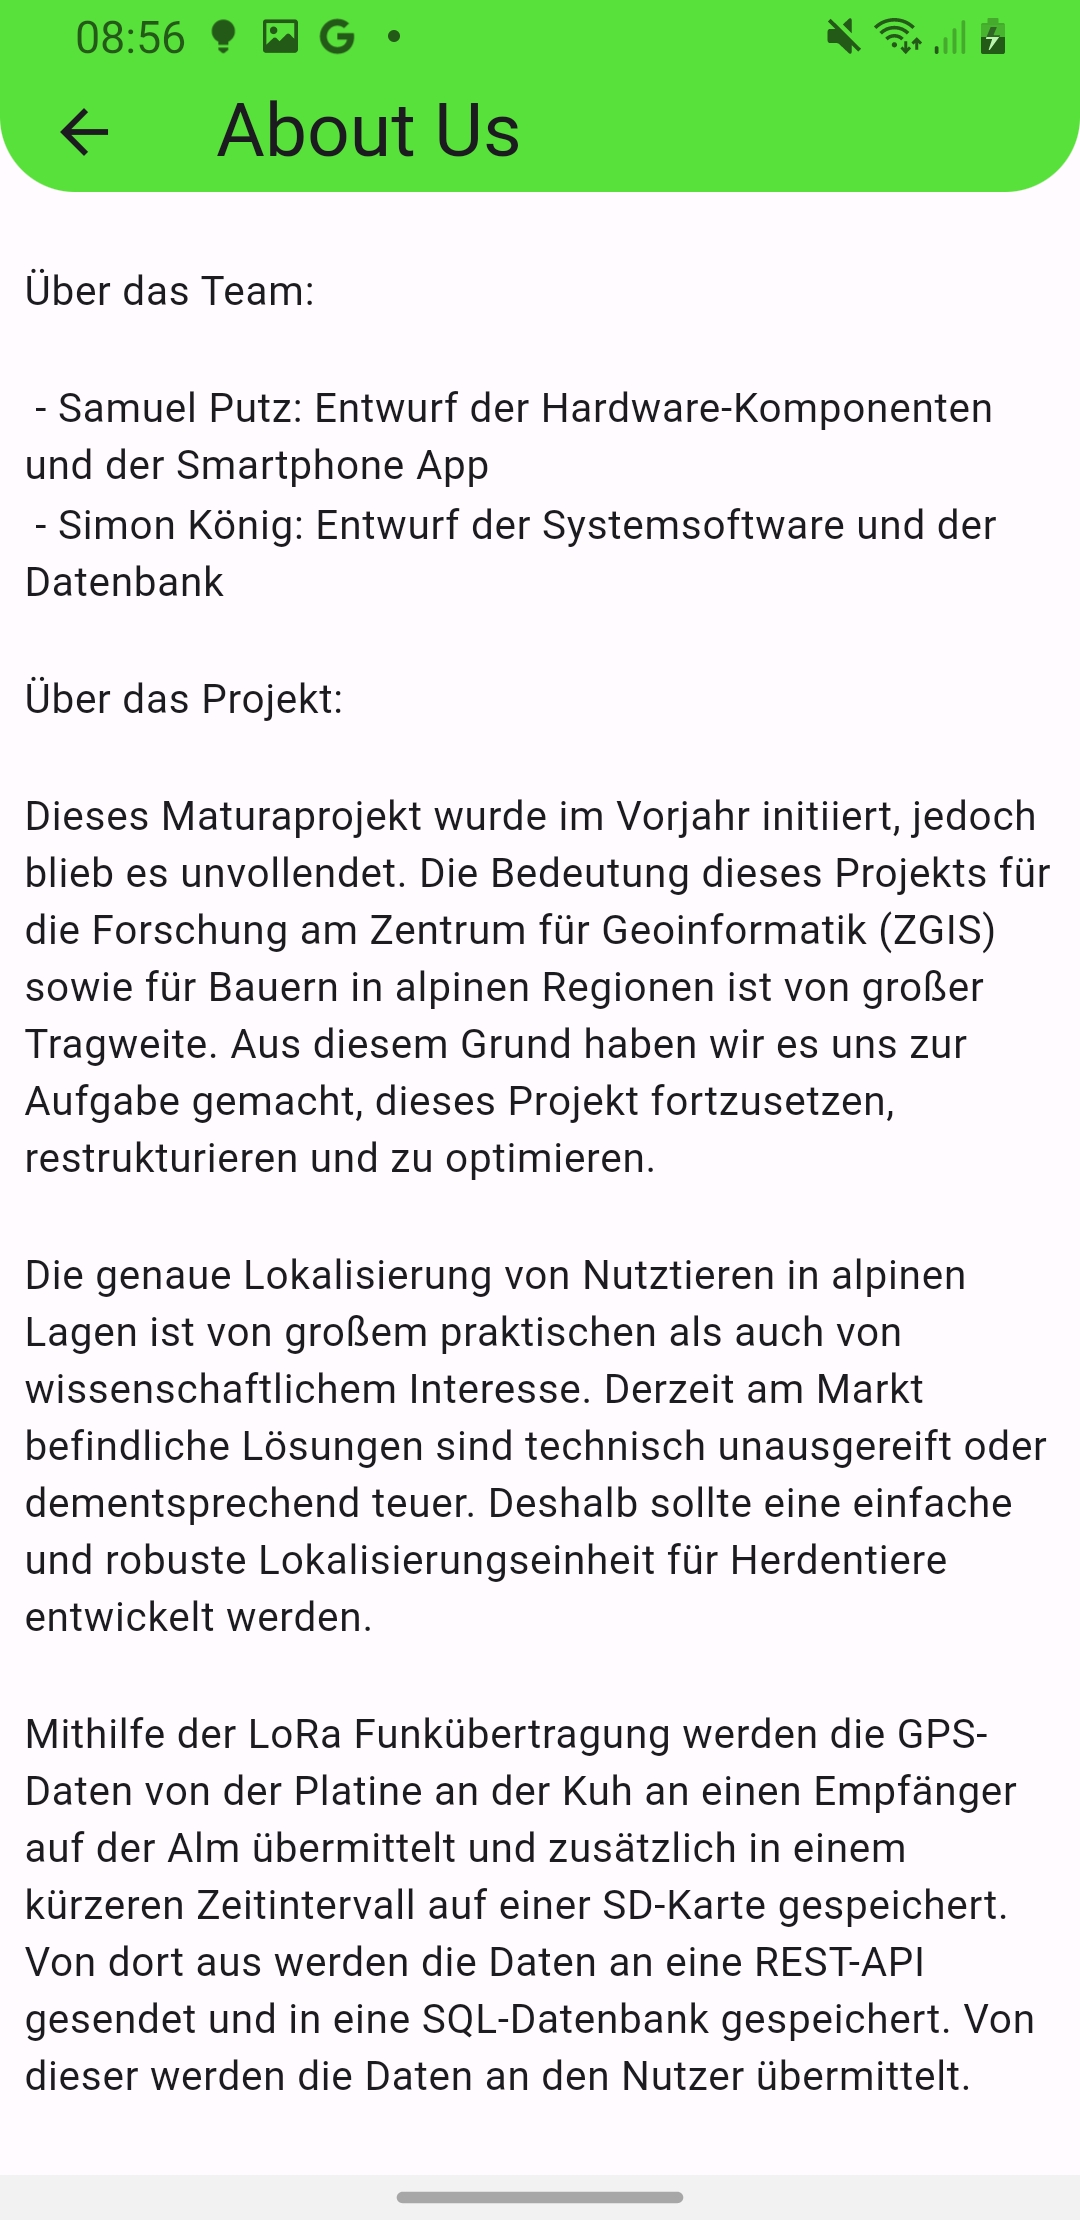 08:56
About Us
Über das Team:
- Samuel Putz: Entwurf der Hardware-Komponenten
und der Smartphone App
- Simon König: Entwurf der Systemsoftware und der
Datenbank
Über das Projekt:
Dieses Maturaprojekt wurde im Vorjahr initiiert, jedoch
blieb es unvollendet. Die Bedeutung dieses Projekts für
die Forschung am Zentrum für Geoinformatik (ZGIS)
sowie für Bauern in alpinen Regionen ist von großer
Tragweite. Aus diesem Grund haben wir es uns zur
Aufgabe gemacht, dieses Projekt fortzusetzen,
restrukturieren und zu optimieren.
Die genaue Lokalisierung von Nutztieren in alpinen
Lagen ist von großem praktischen als auch von
wissenschaftlichem Interesse. Derzeit am Markt
befindliche Lösungen sind technisch unausgereift oder
dementsprechend teuer. Deshalb sollte eine einfache
und robuste Lokalisierungseinheit für Herdentiere
entwickelt werden.
Mithilfe der LoRa Funkübertragung werden die GPS-
Daten von der Platine an der Kuh an einen Empfänger
auf der Alm übermittelt und zusätzlich in einem
kürzeren Zeitintervall auf einer SD-Karte gespeichert.
Von dort aus werden die Daten an eine REST-API
gesendet und in eine SQL-Datenbank gespeichert. Von
dieser werden die Daten an den Nutzer übermittelt.